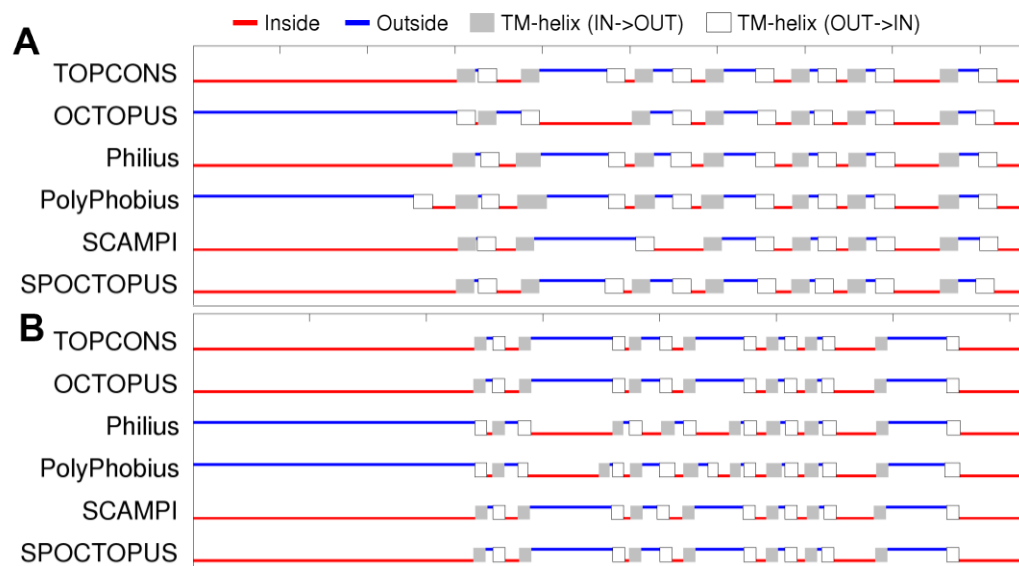 Inside Outside TM-helix (IN->OUT) TM-helix (OUT->IN)
A
TOPCONS
OCTOPUS
Philius
PolyPhobius
SCAMPI
SPOCTOPUS
B
TOPCONS
OCTOPUS
Philius
PolyPhobius
SCAMPI
SPOCTOPUS